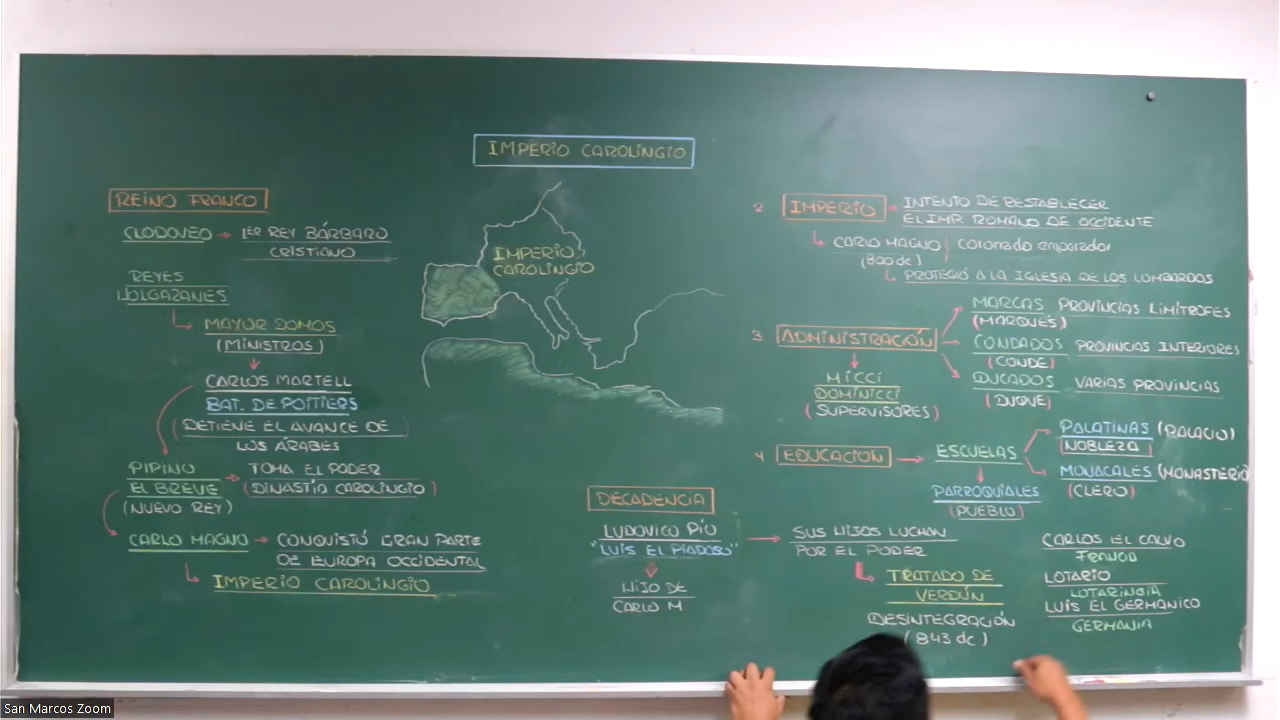 IMPERIO CAROLINGIO
REINO FRANCO
CLODOVEO → 1ER REY BÁRBARO
CRISTIANO
REYES
HOLGAZANES
MAYOR DOMOS
(MINISTROS)
CARLOS MARTELL
BAT. DE POITIERS
(DETIENE EL AVANCE DE
LOS ÁRABES
PIPINO → TOMA EL PODER
EL BREVE (DINASTÍA CAROLINGIO)
(NUEVO REY)
CARLO MAGNO → CONQUISTÓ GRAN PARTE
DE EUROPA OCCIDENTAL
IMPERIO CAROLINGIO
IMPERIO
CAROLINGIO
DECADENCIA
LUDOVICO PÍO
"LUIS EL PIADOSO"
HIJO DE
CARLO M
SUS HIJOS LUCHAN
POR EL PODER
TRATADO DE
VERDÚN
DESINTEGRACIÓN
(843 dc)
CARLOS EL CALVO
FRANCIA
LOTARIO
LOTARINGIA
LUIS EL GERMANICO
GERMANIA
2 IMPERIO → INTENTO DE RESTABLECER
EL IMP. ROMANO DE OCCIDENTE
CARLO MAGNO | coronado emperador
(800 dc)
PROTEGIÓ A LA IGLESIA DE LOS LOMBARDOS
3 ADMINISTRACIÓN
MARCAS PROVINCIAS LIMÍTROFES
(MARQUÉS)
CONDADOS PROVINCIAS INTERIORES
(CONDE)
DUCADOS VARIAS PROVINCIAS
(DUQUE)
MICCI
DOMINICCI
(SUPERVISORES)
4 EDUCACIÓN → ESCUELAS
PALATINAS (PALACIO)
NOBLEZA
MONACALES (MONASTERIO
(CLERO)
PARROQUIALES
(PUEBLO)
San Marcos Zoom